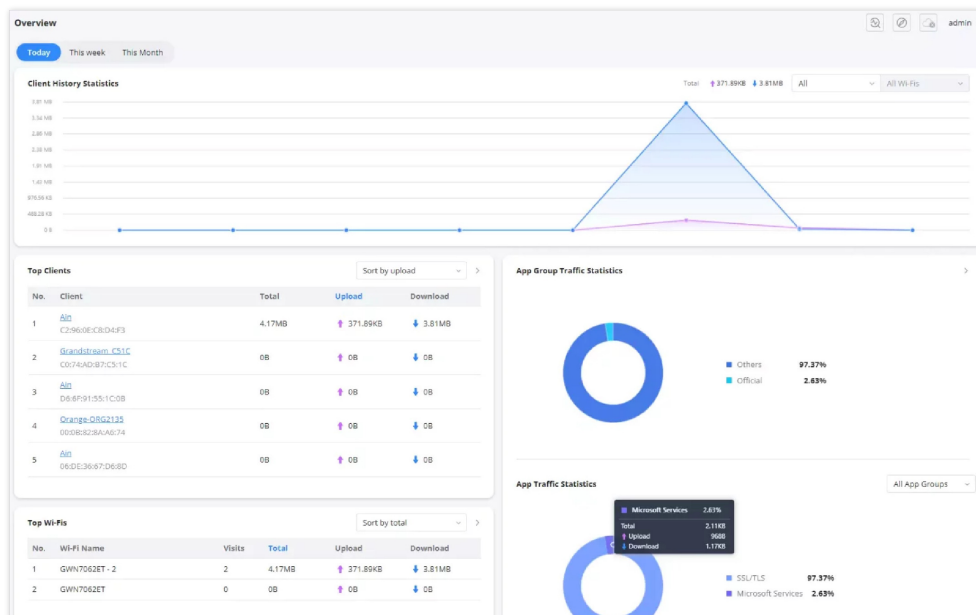 Overview
admin
Today This week This Month
Client History Statistics
Total 371.89KB 3.81MB All All Wi-Fis
3.81 MB
3.34 MB
2.86 MB
2.38 MB
1.91 MB
1.43 MB
976.56 KB
488.28 KB
0 B
Top Clients
Sort by upload
No. Client Total Upload Download
1 Ain 4.17MB 371.89KB 3.81MB
C2:96:0E:C8:D4:F3
2 Grandstream_C51C 0B 0B 0B
C0:74:AD:B7:C5:1C
3 Ain 0B 0B 0B
D6:6F:91:55:1C:0B
4 Orange-ORG2135 0B 0B 0B
00:0B:82:8A:A6:74
5 Ain 0B 0B 0B
06:DE:36:67:D6:8D
Top Wi-Fis
Sort by total
No. Wi-Fi Name Visits Total Upload Download
1 GWN7062ET - 2 2 4.17MB 371.89KB 3.81MB
2 GWN7062ET 0 0B 0B 0B
App Group Traffic Statistics
Others 97.37%
Official 2.63%
App Traffic Statistics
All App Groups
Microsoft Services 2.63%
Total 2.11KB
Upload 968B
Download 1.17KB
SSL/TLS 97.37%
Microsoft Services 2.63%